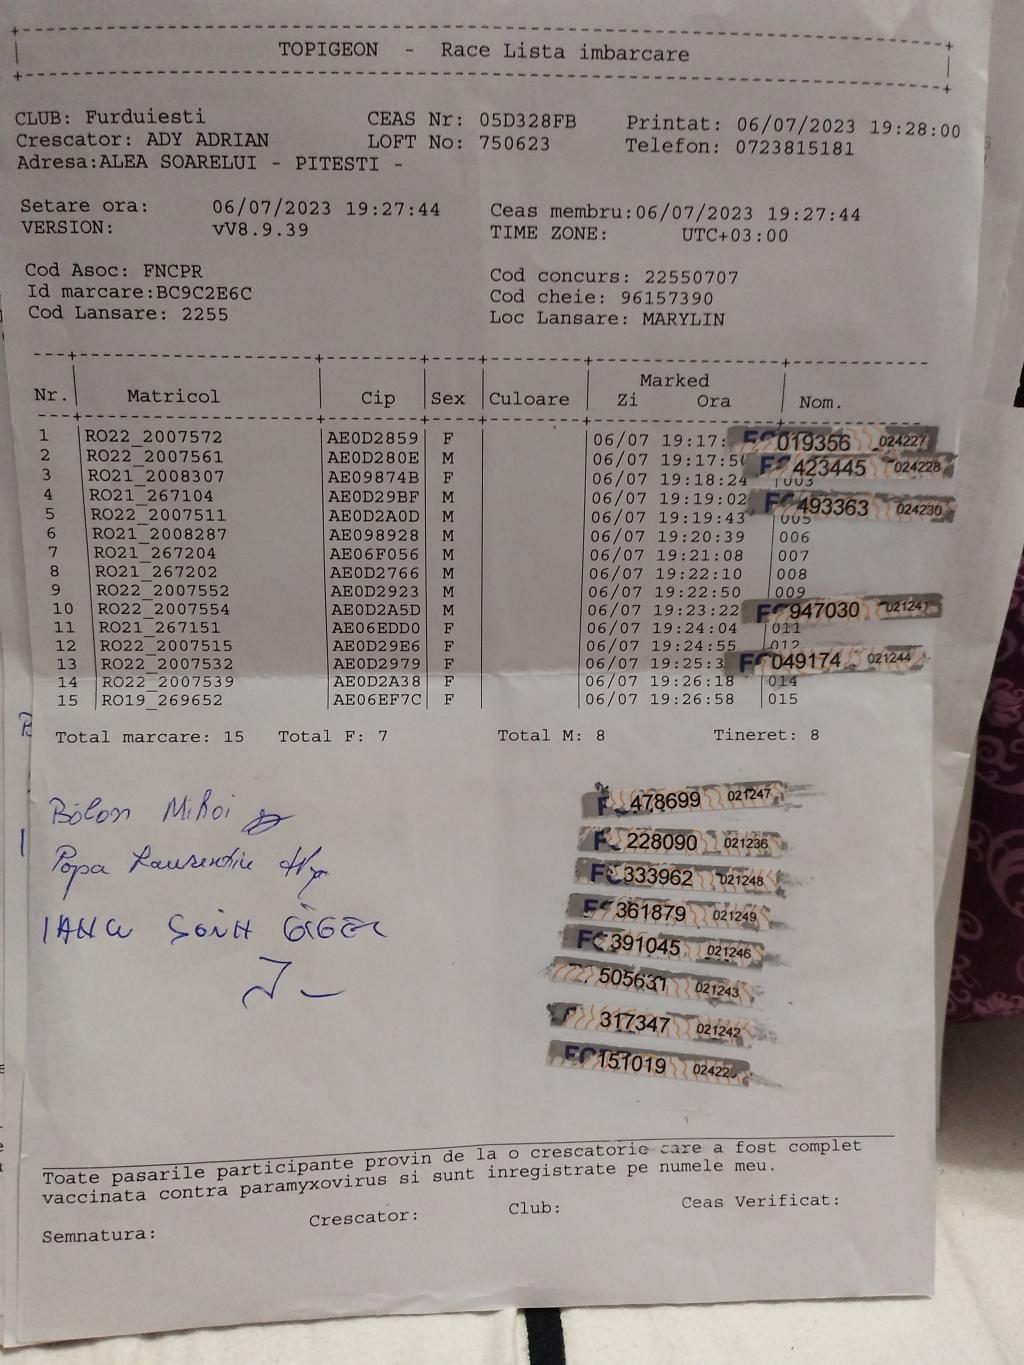 TOPIGEON - Race Lista imbarcare
CLUB: Furduiesti CEAS Nr: 05D328FB Printat: 06/07/2023 19:28:00
Crescator: ADY ADRIAN LOFT No: 750623 Telefon: 0723815181
Adresa:ALEA SOARELUI - PITESTI -
Setare ora: 06/07/2023 19:27:44 Ceas membru:06/07/2023 19:27:44
VERSION: vV8.9.39 TIME ZONE: UTC+03:00
Cod Asoc: FNCPR Cod concurs: 22550707
Id marcare:BC9C2E6C Cod cheie: 96157390
Cod Lansare: 2255 Loc Lansare: MARYLIN
Marked
Nr. Matricol Cip Sex Culoare Zi Ora Nom.
1 RO22_2007572 AE0D2859 F 06/07 19:17: 019356 024227
2 RO22_2007561 AE0D280E M 06/07 19:17:5 423445 024228
3 RO21_2008307 AE09874B F 06/07 19:18:24 003
4 RO21_267104 AE0D29BF M 06/07 19:19:02 493363 024230
5 RO22_2007511 AE0D2A0D M 06/07 19:19:43 005
6 RO21_2008287 AE098928 M 06/07 19:20:39 006
7 RO21_267204 AE06F056 M 06/07 19:21:08 007
8 RO21_267202 AE0D2766 M 06/07 19:22:10 008
9 RO22_2007552 AE0D2923 M 06/07 19:22:50 009
10 RO22_2007554 AE0D2A5D M 06/07 19:23:22 947030 021241
11 RO21_267151 AE06EDD0 F 06/07 19:24:04 011
12 RO22_2007515 AE0D29E6 F 06/07 19:24:55 012
13 RO22_2007532 AE0D2979 F 06/07 19:25:3 049174 021244
14 RO22_2007539 AE0D2A38 F 06/07 19:26:18 014
15 RO19_269652 AE06EF7C F 06/07 19:26:58 015
Total marcare: 15 Total F: 7 Total M: 8 Tineret: 8
478699 021247
Bolon Mihai
228090 021236
Popa Laurentiu
333962 021248
361879 021249
IANCU SORIN GIGEL
391045 021246
505631 021243
317347 021242
151019
Toate pasarile participante provin de la o crescatorie care a fost complet
vaccinata contra paramyxovirus si sunt inregistrate pe numele meu.
Semnatura: Crescator: Club: Ceas Verificat: